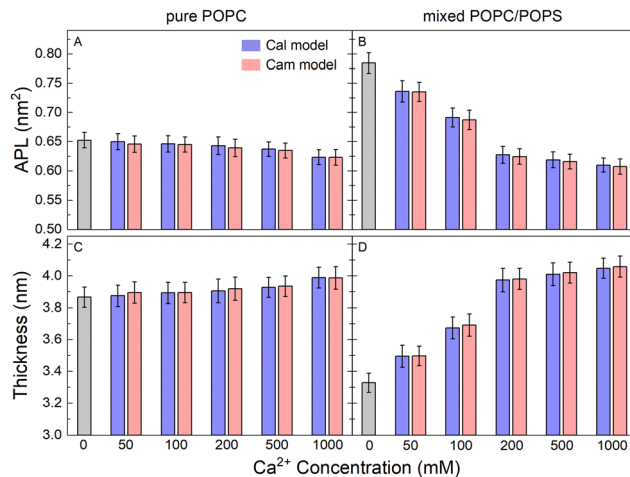 pure POPC
mixed POPC/POPS
A
Cal model
Cam model
B
APL (nm²)
0.80
0.75
0.70
0.65
0.60
0.55
0.50
C
D
Thickness (nm)
4.2
4.0
3.8
3.6
3.4
3.2
3.0
0 50 100 200 500 1000
0 50 100 200 500 1000
Ca²⁺ Concentration (mM)